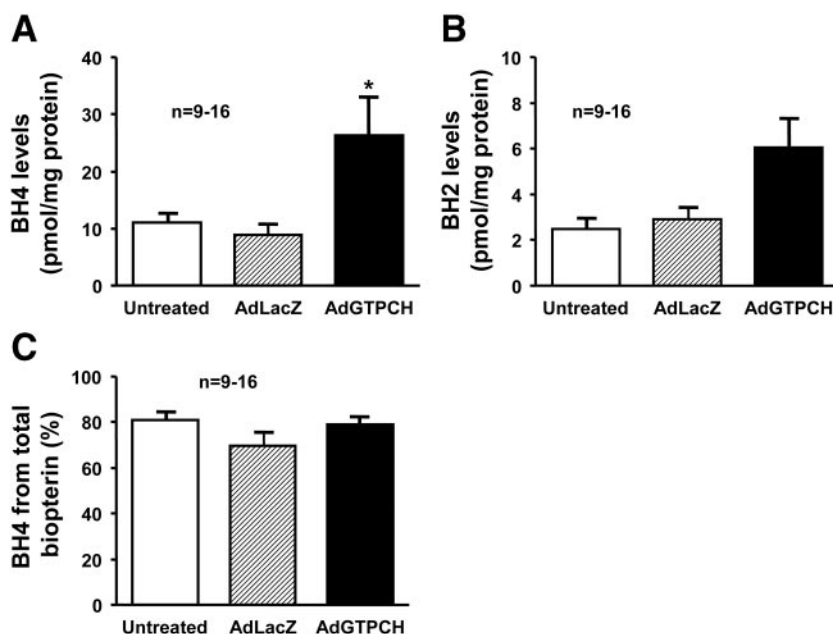 A
BH4 levels
(pmol/mg protein)
40
30
20
10
0
n=9-16
*
Untreated AdLacZ AdGTPCH
B
BH2 levels
(pmol/mg protein)
10
8
6
4
2
0
n=9-16
Untreated AdLacZ AdGTPCH
C
BH4 from total
biopterin (%)
100
80
60
40
20
0
n=9-16
Untreated AdLacZ AdGTPCH